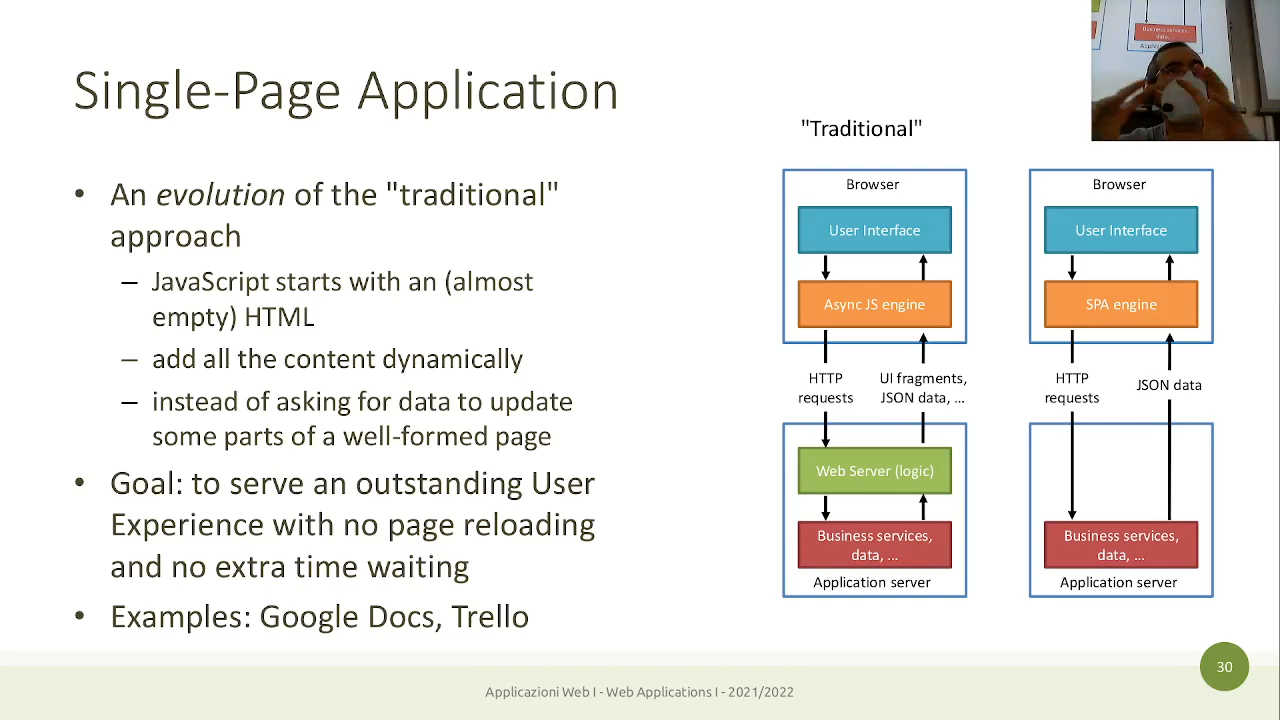 Single-Page Application
• An evolution of the "traditional"
approach
– JavaScript starts with an (almost
empty) HTML
– add all the content dynamically
– instead of asking for data to update
some parts of a well-formed page
• Goal: to serve an outstanding User
Experience with no page reloading
and no extra time waiting
• Examples: Google Docs, Trello
"Traditional"
Browser
User Interface
Async JS engine
HTTP
requests
UI fragments,
JSON data, ...
Web Server (logic)
Business services,
data, ...
Application server
Browser
User Interface
SPA engine
HTTP
requests
JSON data
Business services,
data, ...
Application server
Business services,
data,
30
Applicazioni Web I - Web Applications I - 2021/2022